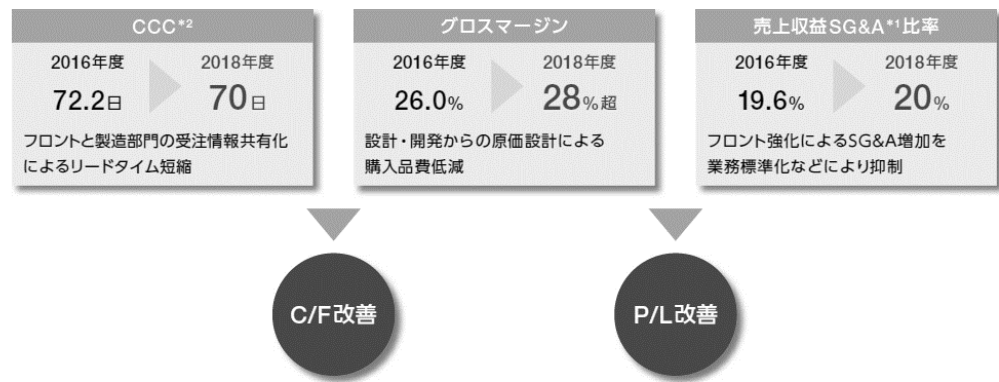 CCC*2
2016年度
2018年度
72.2日
70日
フロントと製造部門の受注情報共有化
によるリードタイム短縮
グロスマージン
2016年度
2018年度
26.0%
28%超
設計・開発からの原価設計による
購入品費低減
売上収益SG&A*1比率
2016年度
2018年度
19.6%
20%
フロント強化によるSG&A増加を
業務標準化などにより抑制
C/F改善
P/L改善